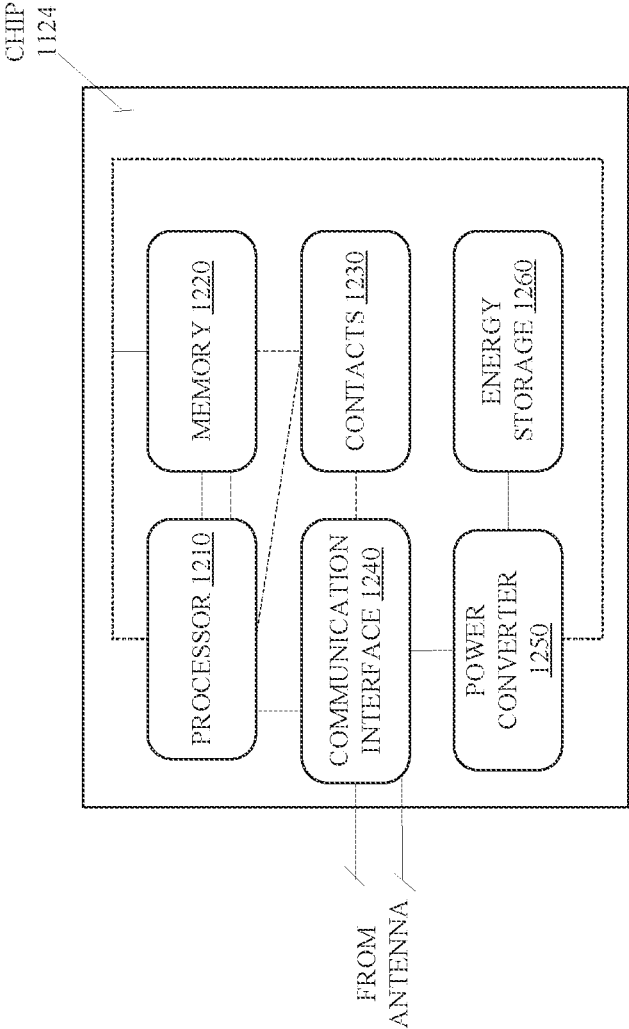 CHIP
1124
PROCESSOR 1210
MEMORY 1220
COMMUNICATION
INTERFACE 1240
CONTACTS 1230
POWER
CONVERTER
1250
ENERGY
STORAGE 1260
FROM
ANTENNA